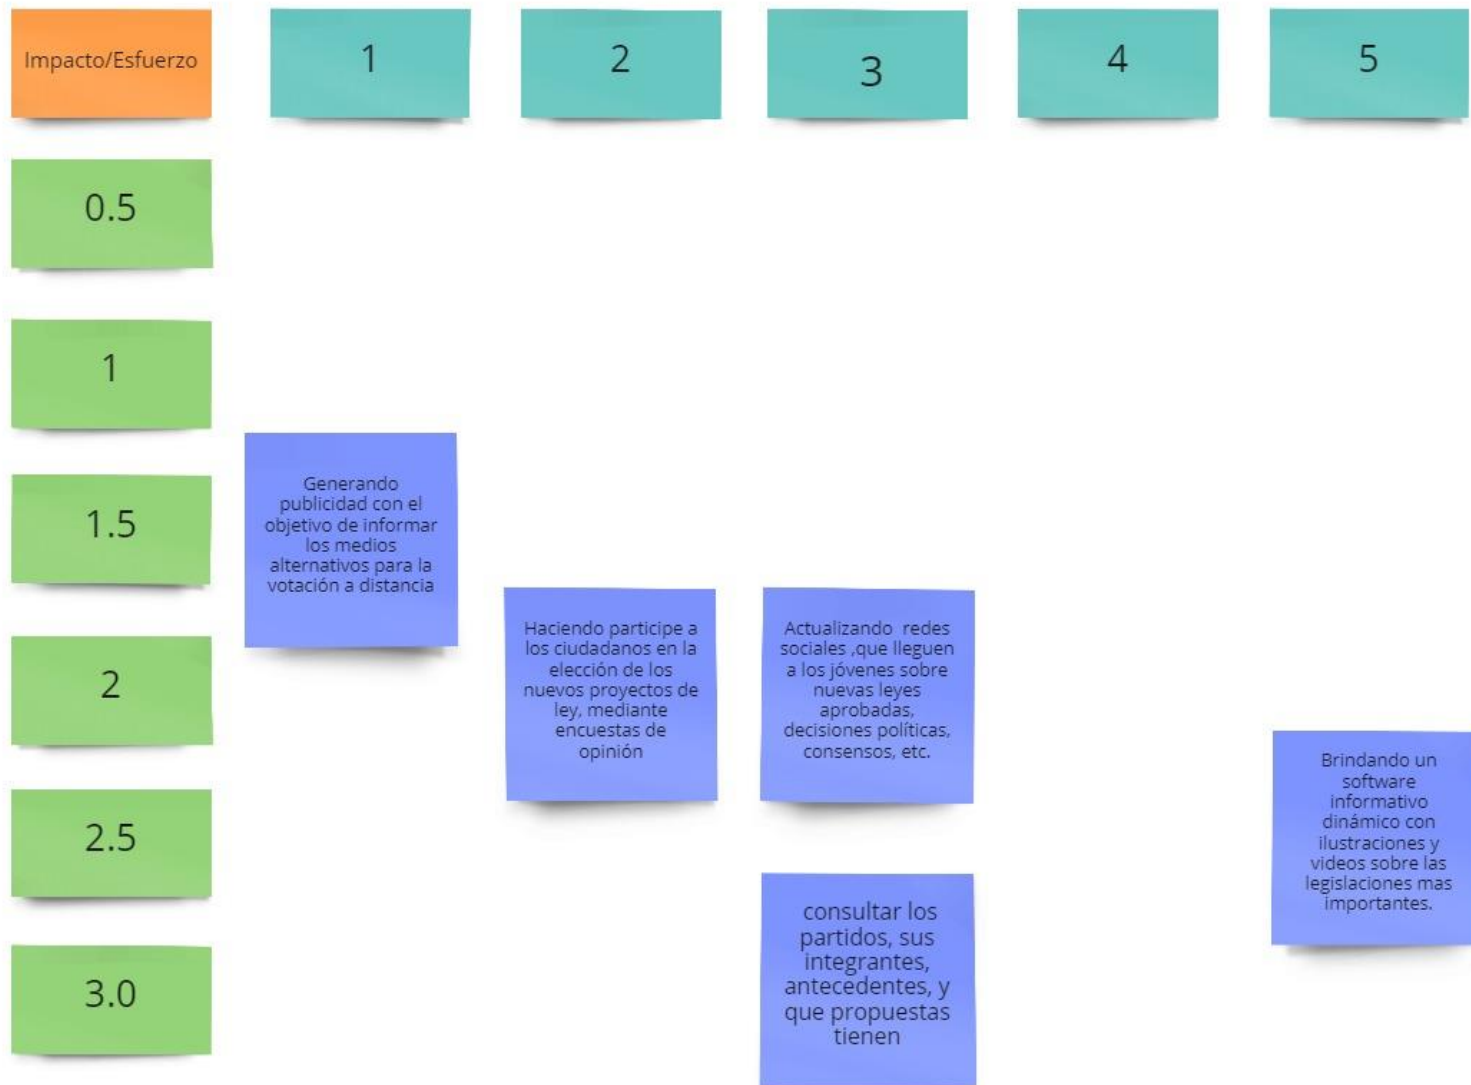 Impacto/Esfuerzo
1
2
3
4
5
0.5
1
1.5
2
2.5
3.0
Generando
publicidad con el
objetivo de informar
los medios
alternativos para la
votación a distancia
Haciendo participe a
los ciudadanos en la
elección de los
nuevos proyectos de
ley, mediante
encuestas de
opinión
Actualizando redes
sociales ,que lleguen
a los jóvenes sobre
nuevas leyes
aprobadas,
decisiones políticas,
consensos, etc.
Brindando un
software
informativo
dinámico con
ilustraciones y
videos sobre las
legislaciones mas
importantes.
consultar los
partidos, sus
integrantes,
antecedentes, y
que propuestas
tienen